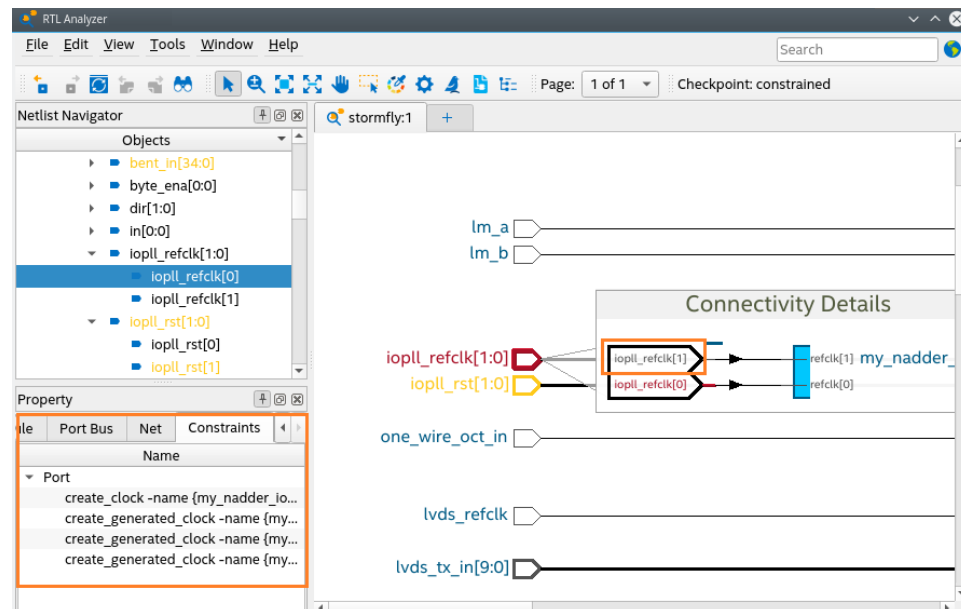 RTL Analyzer
File Edit View Tools Window Help
Search
Page: 1 of 1 Checkpoint: constrained
Netlist Navigator
Objects
bent_in[34:0]
byte_ena[0:0]
dir[1:0]
in[0:0]
iopll_refclk[1:0]
iopll_refclk[0]
iopll_refclk[1]
iopll_rst[1:0]
iopll_rst[0]
iopll_rst[1]
Property
ule Port Bus Net Constraints
Name
Port
create_clock -name {my_nadder_io...
create_generated_clock -name {my...
create_generated_clock -name {my...
create_generated_clock -name {my...
stormfly:1 +
lm_a
lm_b
Connectivity Details
iopll_refclk[1:0] iopll_refclk[1] refclk[1] my_nadder_
iopll_rst[1:0] iopll_refclk[0] refclk[0]
one_wire_oct_in
lvds_refclk
lvds_tx_in[9:0]